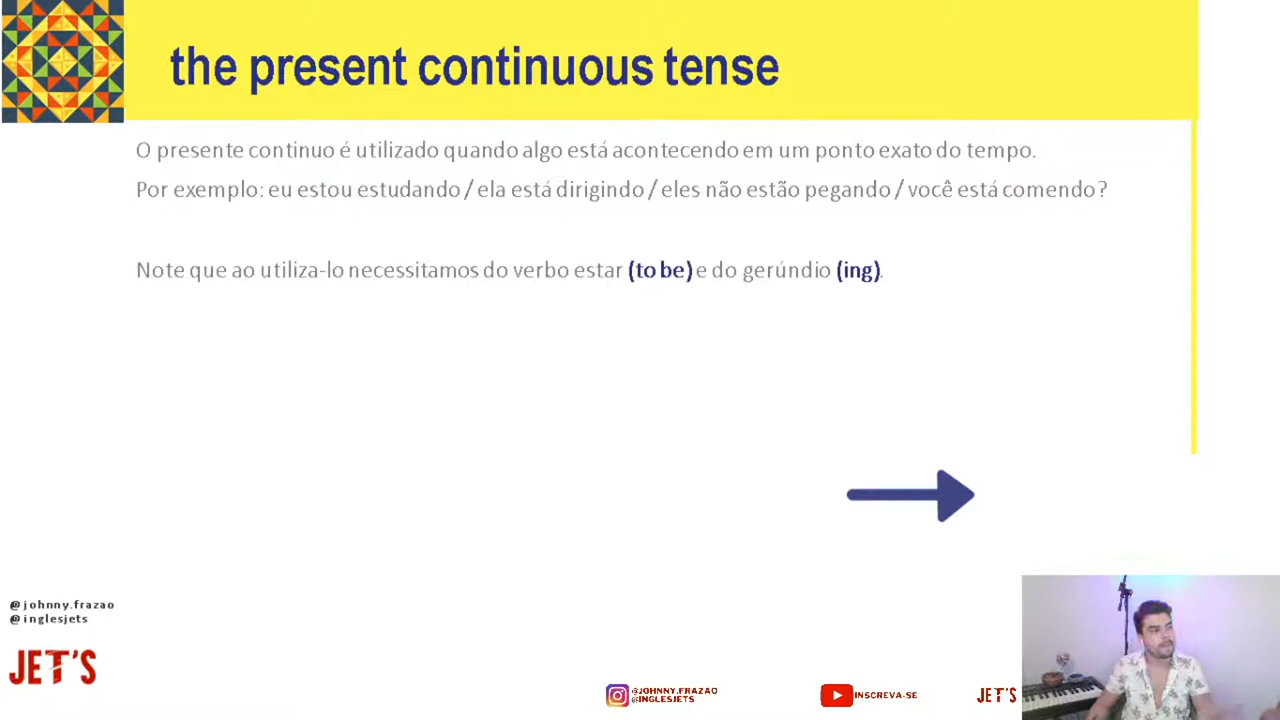 the present continuous tense
O presente continuo é utilizado quando algo está acontecendo em um ponto exato do tempo.
Por exemplo: eu estou estudando / ela está dirigindo / eles não estão pegando / você está comendo?
Note que ao utiliza-lo necessitamos do verbo estar (to be) e do gerúndio (ing).
@johnny.frazao
@inglesjets
JET'S
@JOHNNY.FRAZAO
@INGLESJETS
INSCREVA-SE
JET'S